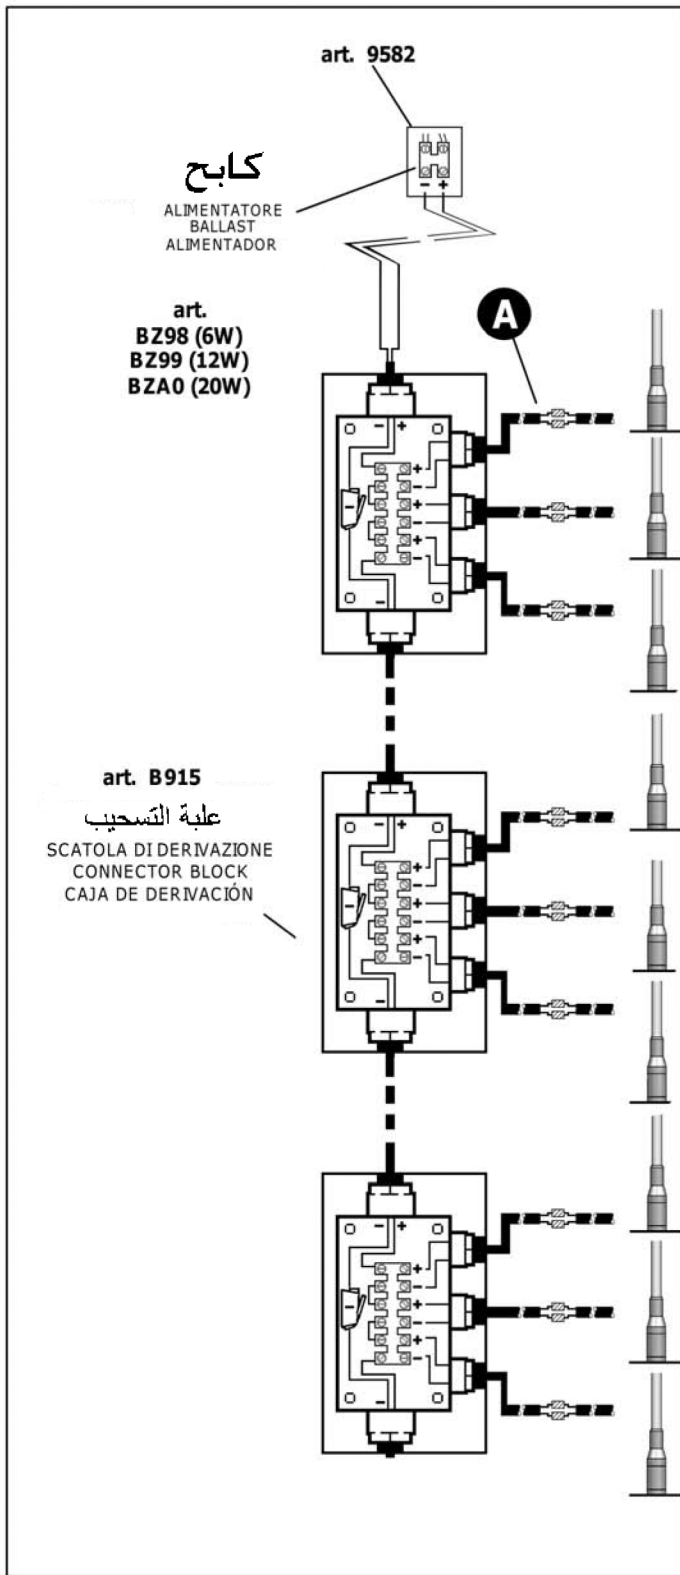 art. 9582
كابح
ALIMENTATORE
BALLAST
ALIMENTADOR
- +
art.
BZ98 (6W)
BZ99 (12W)
BZA0 (20W)
A
- +
+
-
+
-
+
-
-
-
art. B915
علبة التسحيب
SCATOLA DI DERIVAZIONE
CONNECTOR BLOCK
CAJA DE DERIVACIÓN
- +
+
-
+
-
+
-
-
-
- +
+
-
+
-
+
-
-
-